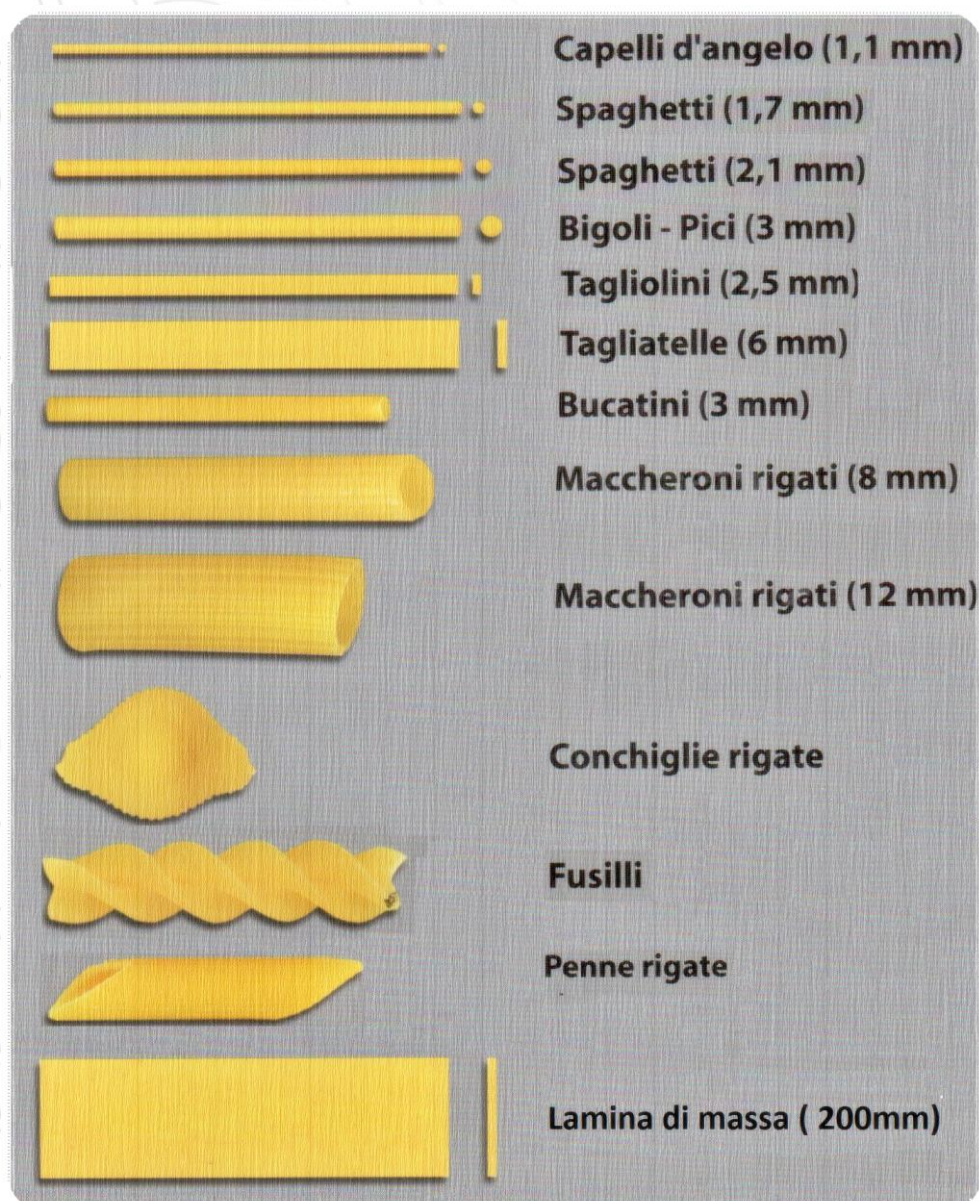 Capelli d'angelo (1,1 mm)
Spaghetti (1,7 mm)
Spaghetti (2,1 mm)
Bigoli - Pici (3 mm)
Tagliolini (2,5 mm)
Tagliatelle (6 mm)
Bucatini (3 mm)
Maccheroni rigati (8 mm)
Maccheroni rigati (12 mm)
Conchiglie rigate
Fusilli
Penne rigate
Lamina di massa ( 200mm)